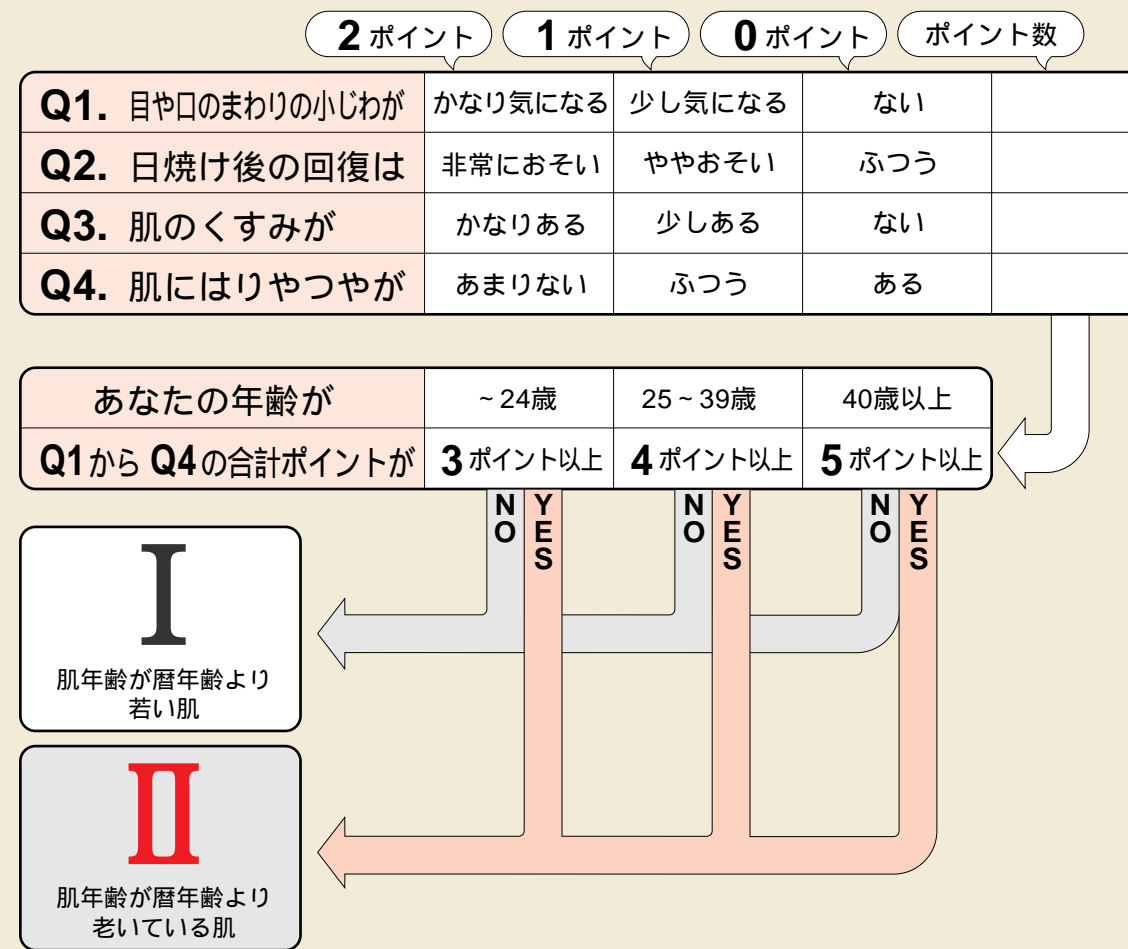 2 ポイント 1 ポイント 0 ポイント ポイント数
Q1. 目や口のまわりの小じわが かなり気になる 少し気になる ない
Q2. 日焼け後の回復は 非常におそい ややおそい ふつう
Q3. 肌のくすみが かなりある 少しある ない
Q4. 肌にはりやつやが あまりない ふつう ある
あなたの年齢が ~24歳 25~39歳 40歳以上
Q1から Q4の合計ポイントが 3ポイント以上 4ポイント以上 5ポイント以上
NO YES NO YES NO YES
I
肌年齢が暦年齢より
若い肌
II
肌年齢が暦年齢より
老いている肌